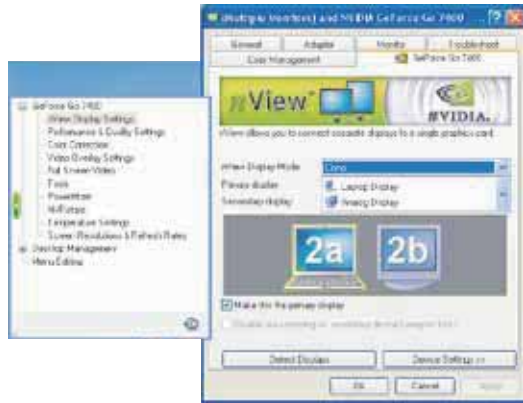 GeForce Go 7400
nView Display Settings
Performance & Quality Settings
Color Correction
Video Overlay Settings
Full Screen Video
Tools
PowerMizer
NVRotate
Temperature Settings
Screen Resolutions & Refresh Rates
Desktop Management
Menu Editing
(Multiple Monitors) and NVIDIA GeForce Go 7400
General
Adapter
Monitor
Troubleshoot
Color Management
GeForce Go 7400
nView
NVIDIA.
nView allows you to connect separate displays to a single graphics card.
nView Display Mode
Clone
Primary display
Laptop Display
Secondary display
Analog Display
2a
2b
Make this the primary display
Detect Displays
Device Settings >>
OK
Cancel
Apply